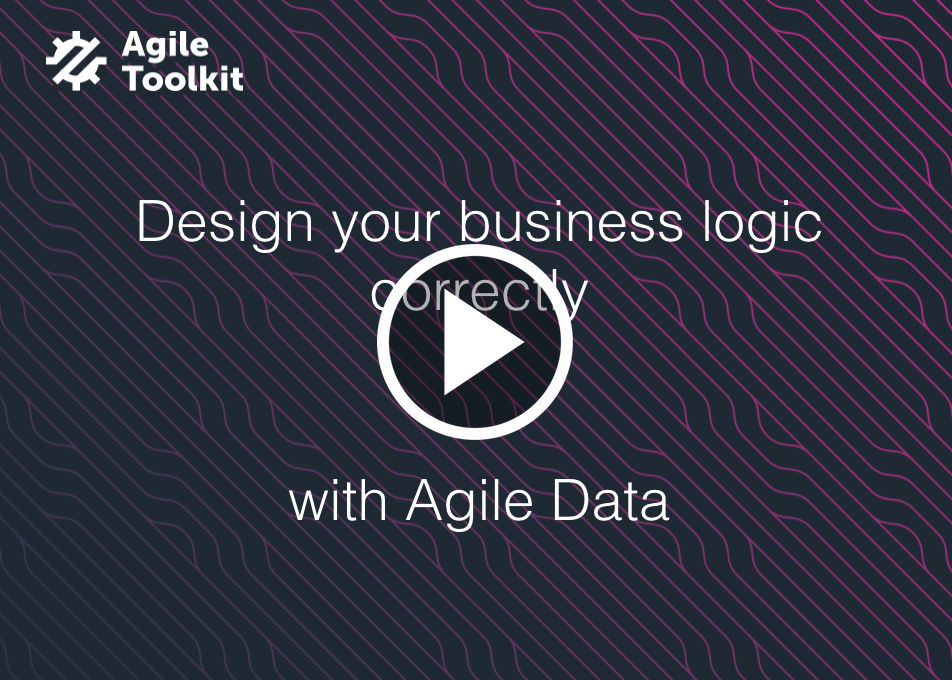 Agile
Toolkit
Design your business logic
correctly
with Agile Data